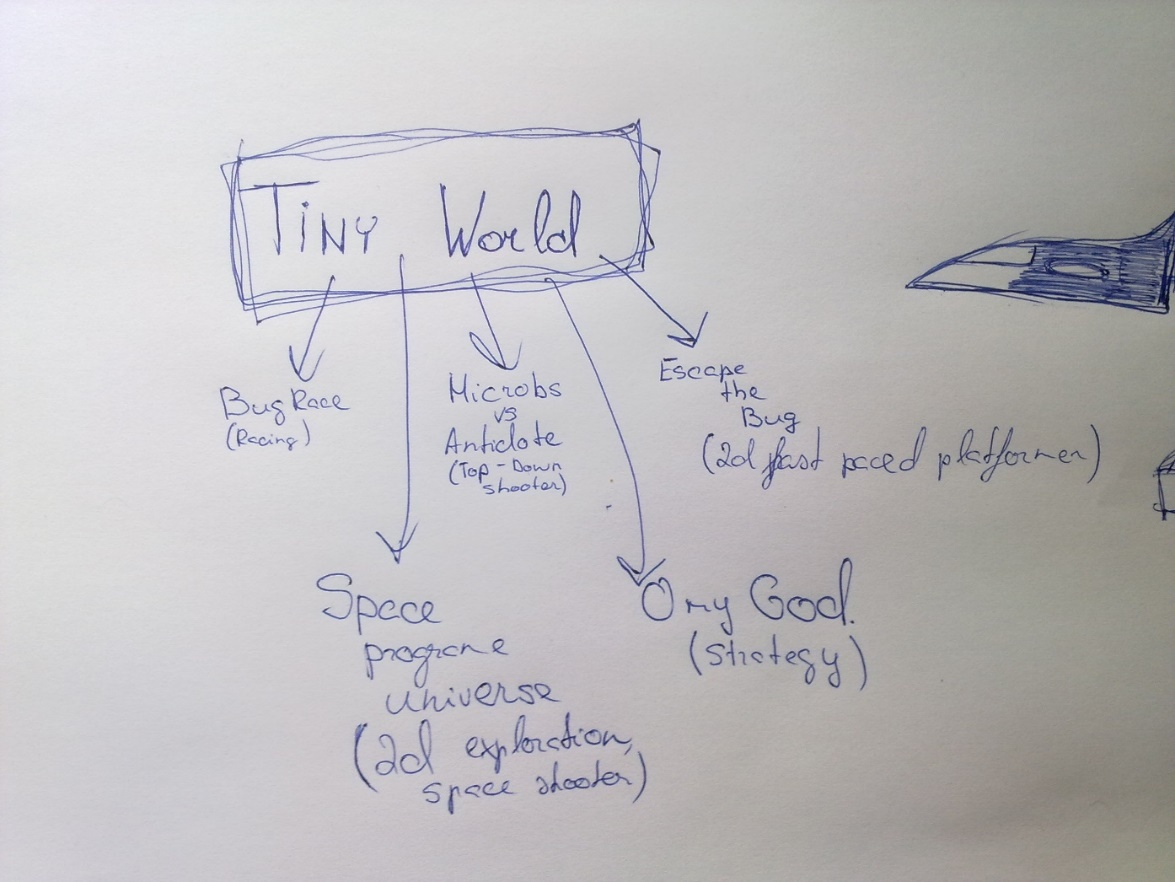 Tiny World
Bug Race
(Racing)
Microbs
vs
Antidote
(Top-Down
shooter)
Escape
the
Bug
(2d fast paced platformer)
Space
programe
universe
(2d exploration,
space shooter)
O my God.
(Strategy)